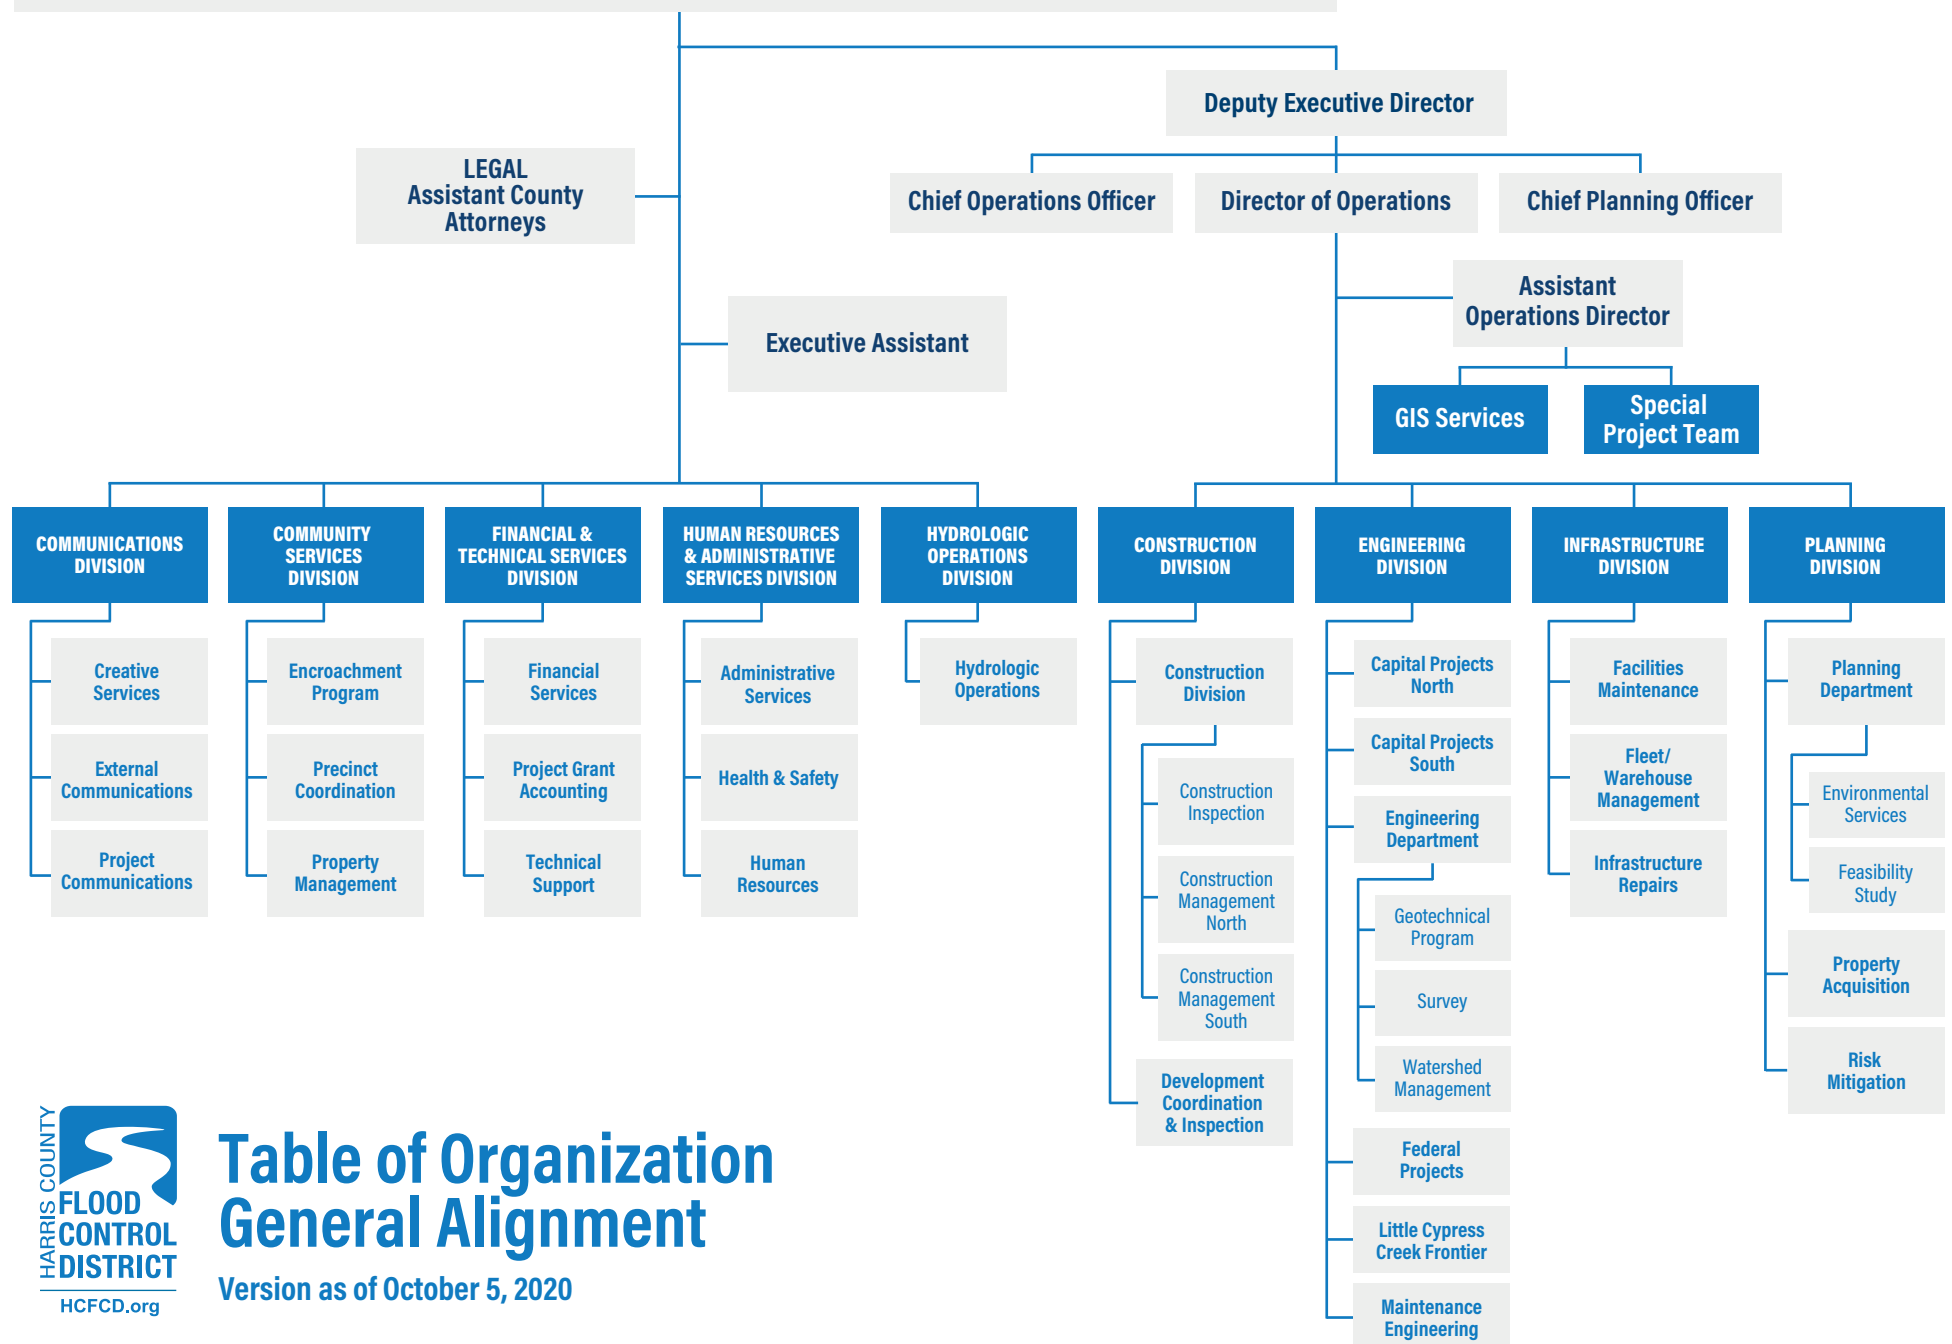 Deputy Executive Director
LEGAL
Assistant County
Attorneys
Chief Operations Officer
Director of Operations
Chief Planning Officer
Assistant
Operations Director
Executive Assistant
GIS Services
Special
Project Team
COMMUNICATIONS
DIVISION
COMMUNITY
SERVICES
DIVISION
FINANCIAL &
TECHNICAL SERVICES
DIVISION
HUMAN RESOURCES
& ADMINISTRATIVE
SERVICES DIVISION
HYDROLOGIC
OPERATIONS
DIVISION
CONSTRUCTION
DIVISION
ENGINEERING
DIVISION
INFRASTRUCTURE
DIVISION
PLANNING
DIVISION
Creative
Services
External
Communications
Project
Communications
Encroachment
Program
Precinct
Coordination
Property
Management
Financial
Services
Project Grant
Accounting
Technical
Support
Administrative
Services
Health & Safety
Human
Resources
Hydrologic
Operations
Construction
Division
Construction
Inspection
Construction
Management
North
Construction
Management
South
Development
Coordination
& Inspection
Capital Projects
North
Capital Projects
South
Engineering
Department
Geotechnical
Program
Survey
Watershed
Management
Federal
Projects
Little Cypress
Creek Frontier
Maintenance
Engineering
Facilities
Maintenance
Fleet/
Warehouse
Management
Infrastructure
Repairs
Planning
Department
Environmental
Services
Feasibility
Study
Property
Acquisition
Risk
Mitigation
HARRIS COUNTY
FLOOD
CONTROL
DISTRICT
HCFCD.org
Table of Organization
General Alignment
Version as of October 5, 2020